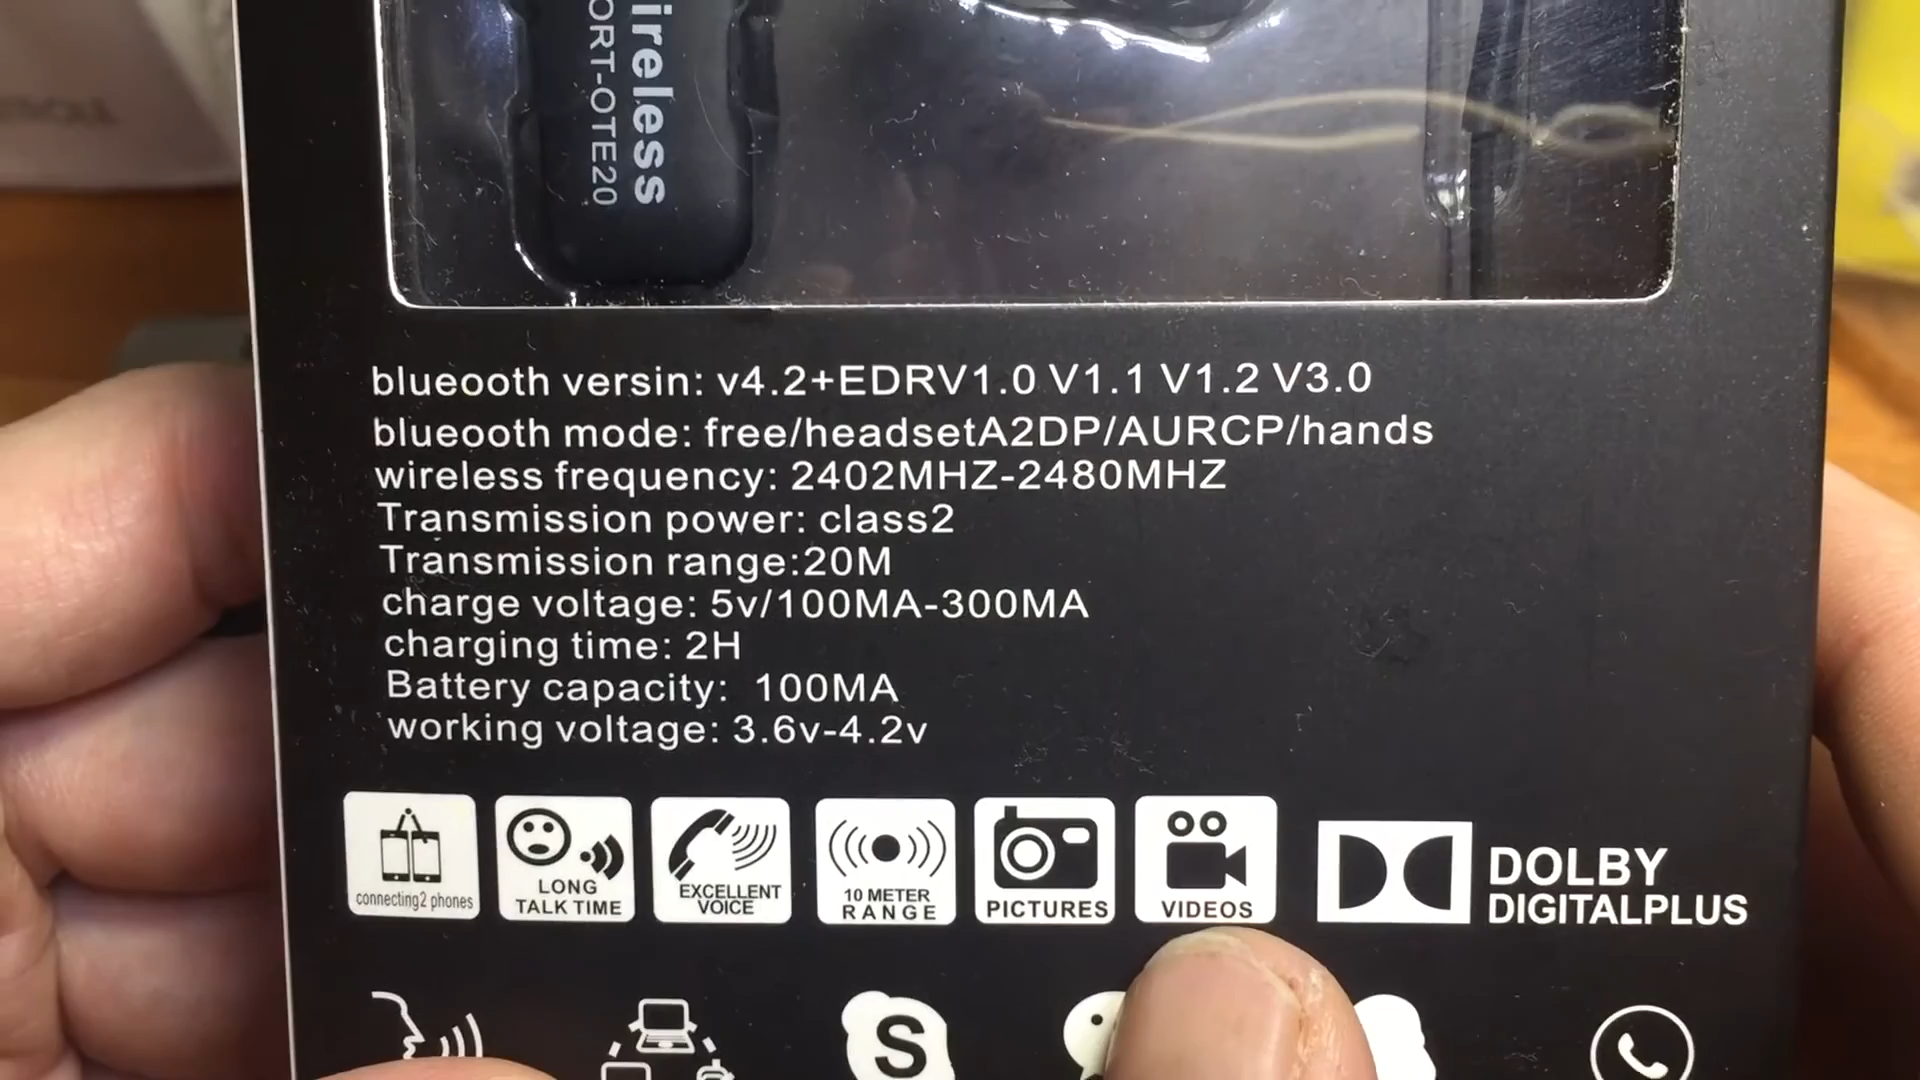 ireless
ORT-OTE20
blueooth versin: v4.2+EDRV1.0 V1.1 V1.2 V3.0
blueooth mode: free/headsetA2DP/AURCP/hands
wireless frequency: 2402MHZ-2480MHZ
Transmission power: class2
Transmission range:20M
charge voltage: 5v/100MA-300MA
charging time: 2H
Battery capacity: 100MA
working voltage: 3.6v-4.2v
connecting2 phones
LONG
TALK TIME
EXCELLENT
VOICE
10 METER
RANGE
PICTURES
VIDEOS
DOLBY
DIGITALPLUS
S